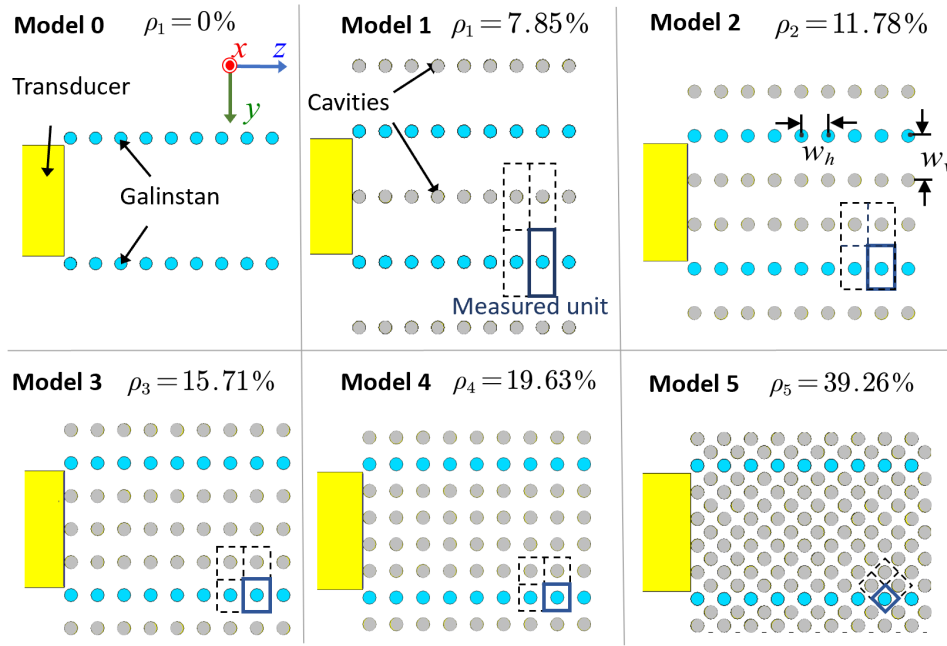 Model 0 ρ₁ = 0%
x
z
y
Transducer
Galinstan
Model 1 ρ₁ = 7.85%
Cavities
Measured unit
Model 2 ρ₂ = 11.78%
w_h
Model 3 ρ₃ = 15.71%
Model 4 ρ₄ = 19.63%
Model 5 ρ₅ = 39.26%